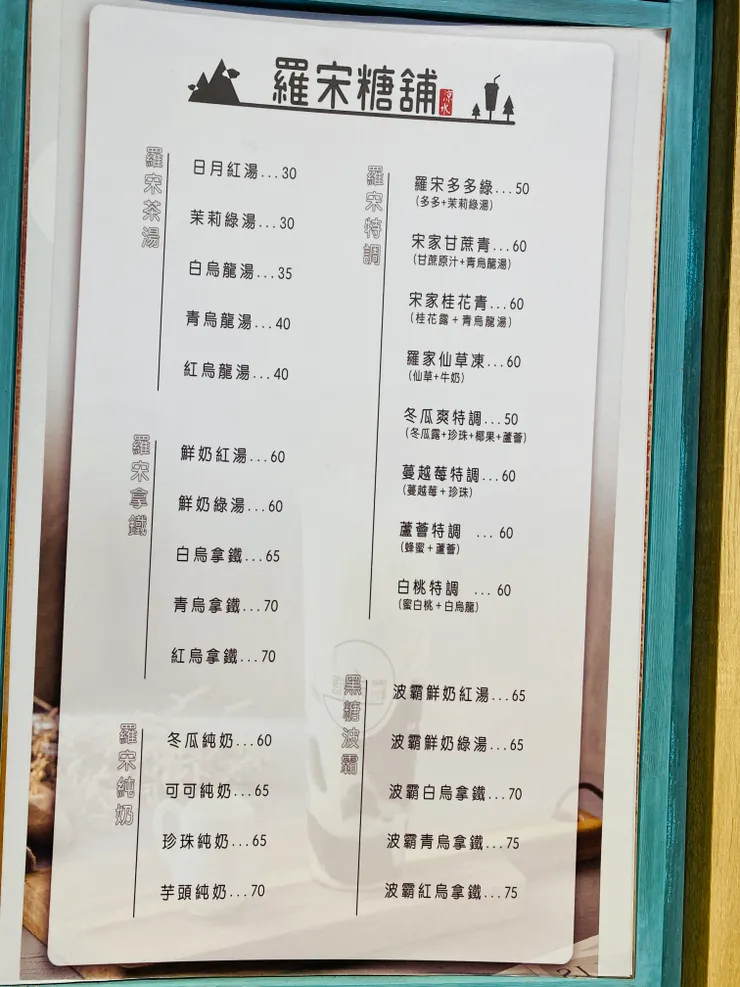 羅宋糖舖
涼水
羅宋茶湯
日月紅湯...30
茉莉綠湯...30
白烏龍湯...35
青烏龍湯...40
紅烏龍湯...40
羅宋拿鐵
鮮奶紅湯...60
鮮奶綠湯...60
白烏拿鐵...65
青烏拿鐵...70
紅烏拿鐵...70
羅宋純奶
冬瓜純奶...60
可可純奶...65
珍珠純奶...65
芋頭純奶...70
羅宋特調
羅宋多多綠...50
(多多+茉莉綠湯)
宋家甘蔗青...60
(甘蔗原汁+青烏龍湯)
宋家桂花青...60
(桂花露+青烏龍湯)
羅家仙草凍...60
(仙草+牛奶)
冬瓜爽特調...50
(冬瓜露+珍珠+椰果+蘆薈)
蔓越莓特調...60
(蔓越莓+珍珠)
蘆薈特調 ... 60
(蜂蜜+蘆薈)
白桃特調 ... 60
(蜜白桃+白烏龍)
黑糖波霸
波霸鮮奶紅湯...65
波霸鮮奶綠湯...65
波霸白烏拿鐵...70
波霸青烏拿鐵...75
波霸紅烏拿鐵...75